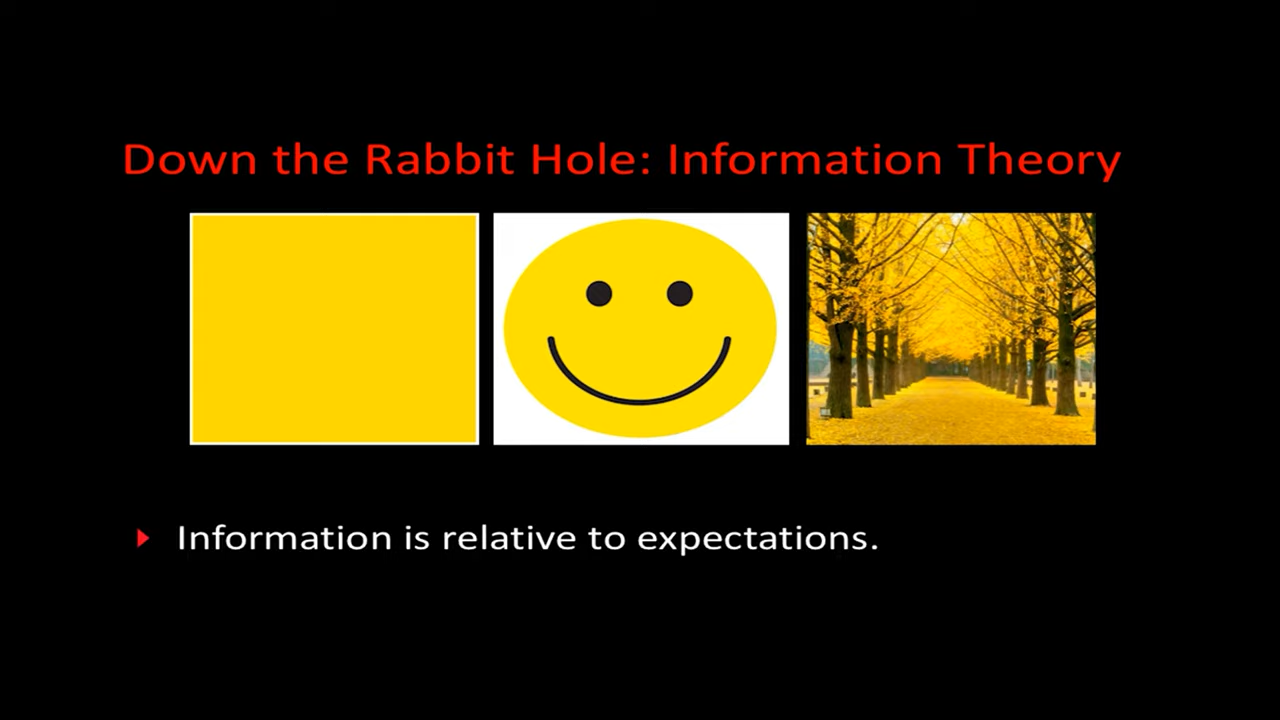 Down the Rabbit Hole: Information Theory
Information is relative to expectations.